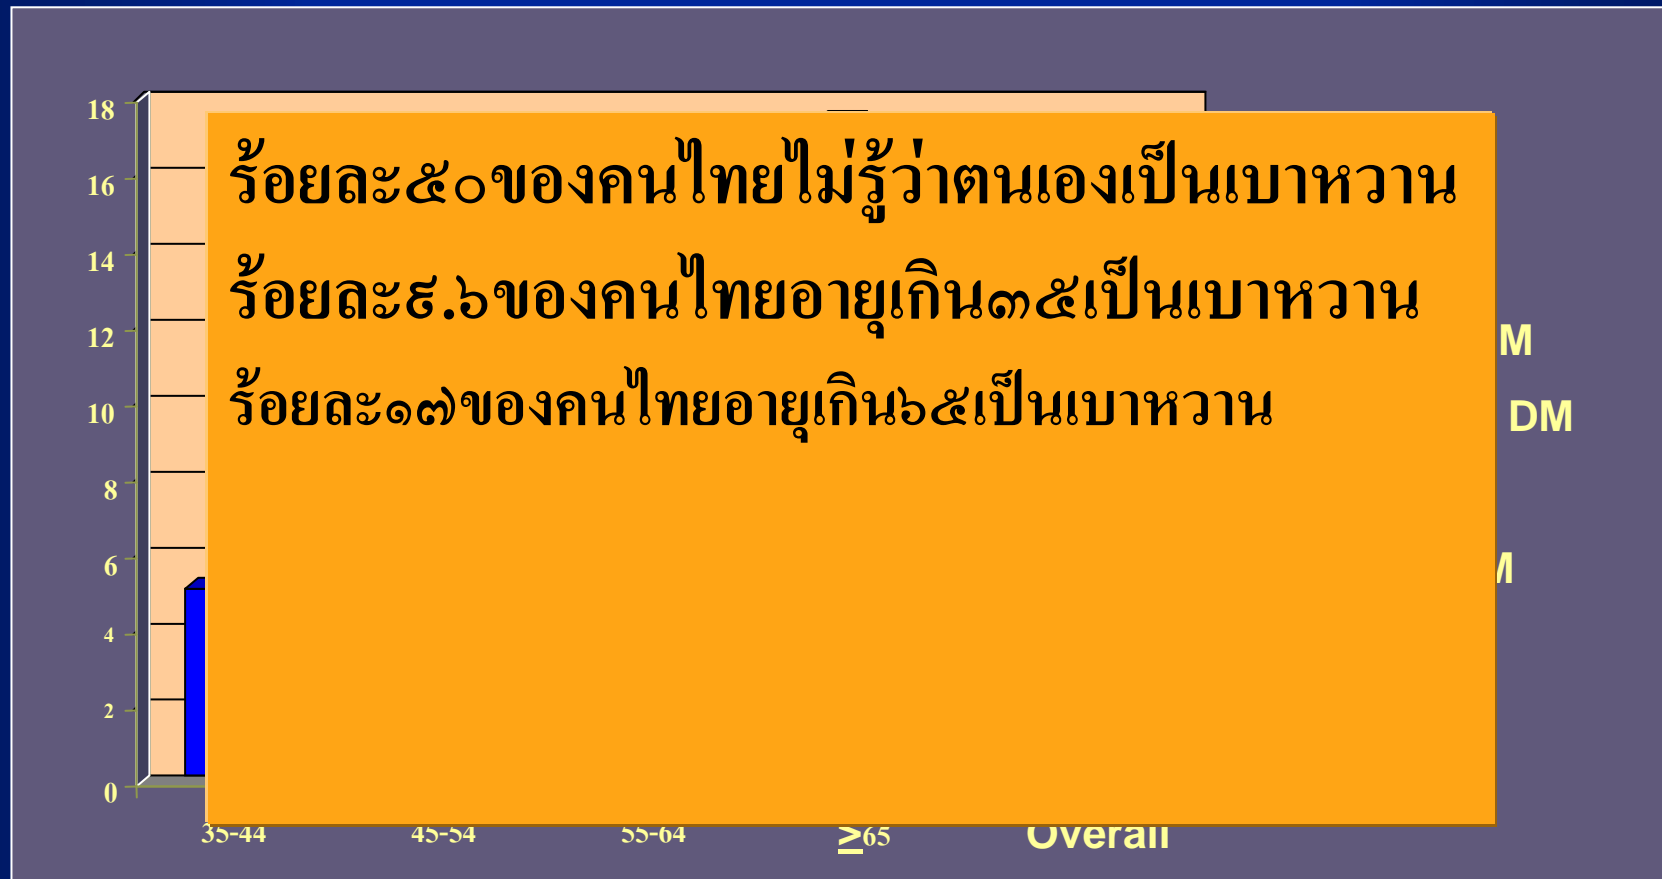 18
ร้อยละ๕๐ของคนไทยไม่รู้ว่าตนเองเป็นเบาหวาน
16
14
ร้อยละ๙.๖ของคนไทยอายุเกิน๓๕เป็นเบาหวาน
12
M
10
ร้อยละ๑๗ของคนไทยอายุเกิน๖๕เป็นเบาหวาน
DM
8
6
M
4
2
0
35-44 45-54 55-64 ≥65 Overall